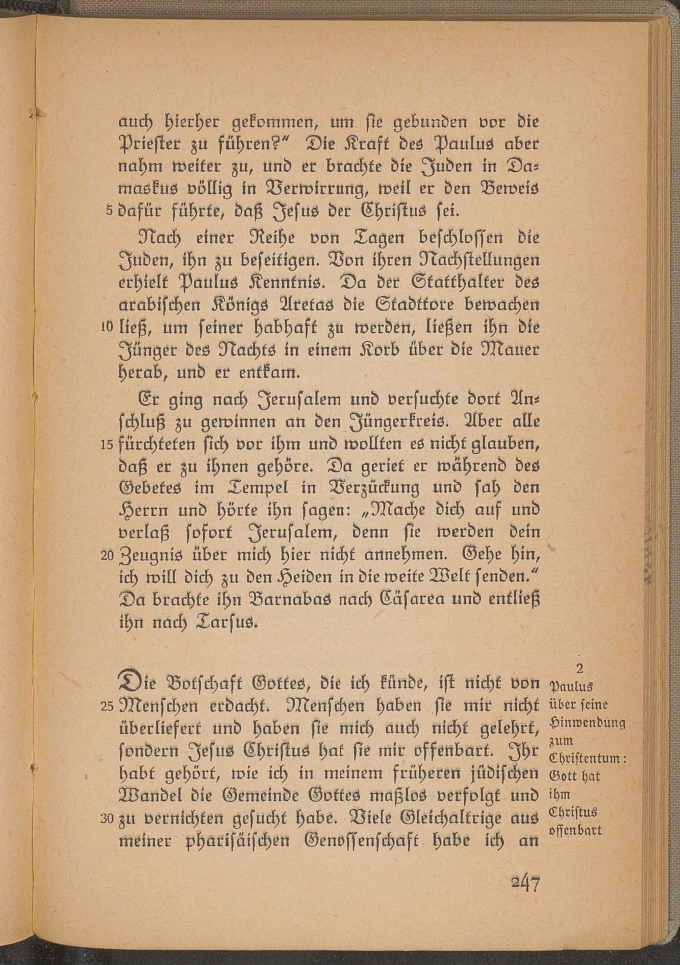 auch hierher gekommen, um sie gebunden vor die
Priester zu führen?“ Die Kraft des Paulus aber
nahm weiter zu, und er brachte die Juden in Da-
maskus völlig in Verwirrung, weil er den Beweis
5 dafür führte, daß Jesus der Christus sei.
Nach einer Reihe von Tagen beschlossen die
Juden, ihn zu beseitigen. Von ihren Nachstellungen
erhielt Paulus Kenntnis. Da der Statthalter des
arabischen Königs Aretas die Stadttore bewachen
10 ließ, um seiner habhaft zu werden, ließen ihn die
Jünger des Nachts in einem Korb über die Mauer
herab, und er entkam.
Er ging nach Jerusalem und versuchte dort An-
schluß zu gewinnen an den Jüngerkreis. Aber alle
15 fürchteten sich vor ihm und wollten es nicht glauben,
daß er zu ihnen gehöre. Da geriet er während des
Gebetes im Tempel in Verzückung und sah den
Herrn und hörte ihn sagen: „Mache dich auf und
verlaß sofort Jerusalem, denn sie werden dein
20 Zeugnis über mich hier nicht annehmen. Gehe hin,
ich will dich zu den Heiden in die weite Welt senden.“
Da brachte ihn Barnabas nach Cäsarea und entließ
ihn nach Tarsus.
Die Botschaft Gottes, die ich künde, ist nicht von
25 Menschen erdacht. Menschen haben sie mir nicht
überliefert und haben sie mich auch nicht gelehrt,
sondern Jesus Christus hat sie mir offenbart. Ihr
habt gehört, wie ich in meinem früheren jüdischen
Wandel die Gemeinde Gottes maßlos verfolgt und
30 zu vernichten gesucht habe. Viele Gleichaltrige aus
meiner pharisäischen Genossenschaft habe ich an
2
Paulus
über seine
Hinwendung
zum
Christentum:
Gott hat
ihm
Christus
offenbart
247